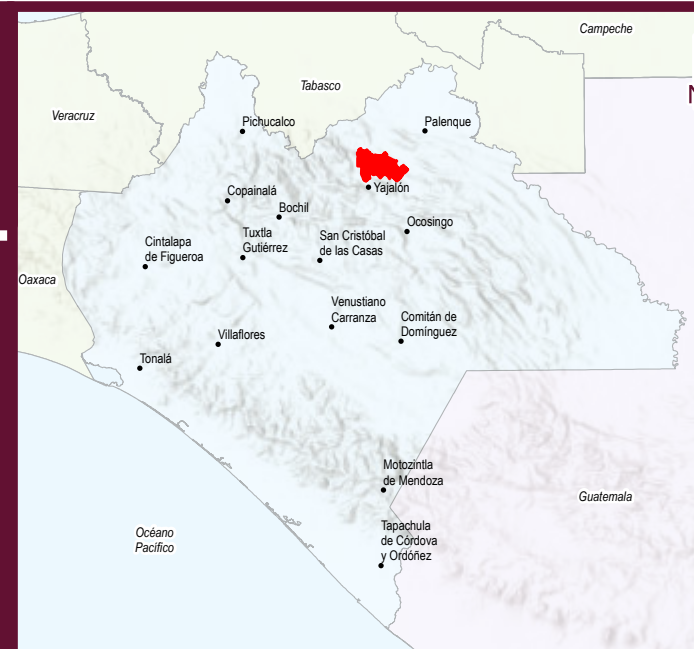 Campeche
Tabasco
N
Veracruz
Pichucalco
Palenque
Yajalón
Copainalá
Bochil
Ocosingo
Tuxtla
Gutiérrez
San Cristóbal
de las Casas
Cintalapa
de Figueroa
Oaxaca
Venustiano
Carranza
Comitán de
Domínguez
Villaflores
Tonalá
Motozintla
de Mendoza
Guatemala
Océano
Pacífico
Tapachula
de Córdova
y Ordóñez